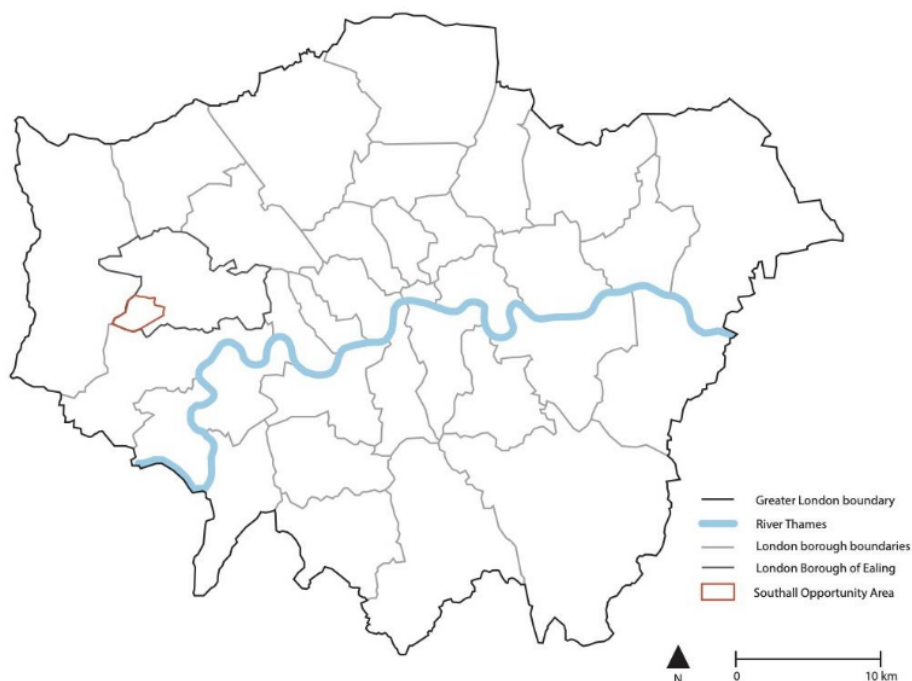 Greater London boundary
River Thames
London borough boundaries
London Borough of Ealing
Southall Opportunity Area
N
0
10 km